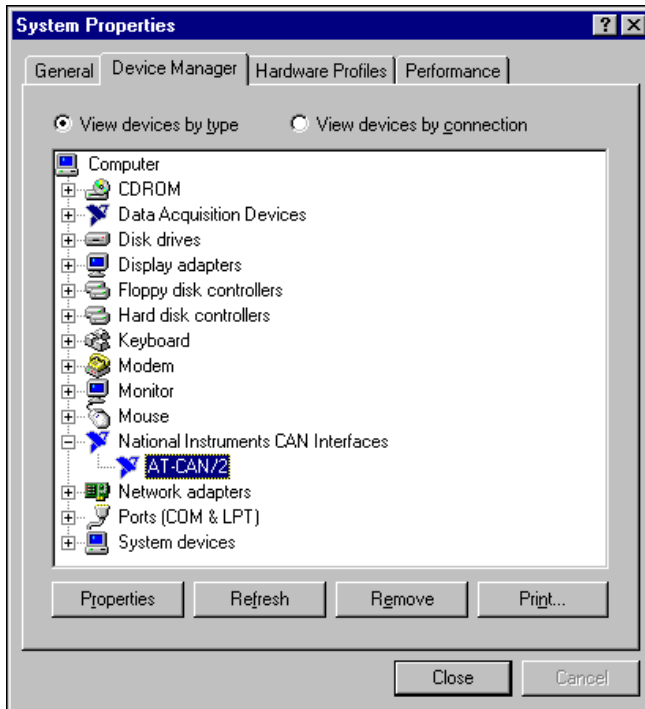 System Properties
General Device Manager Hardware Profiles Performance
View devices by type View devices by connection
Computer
CDROM
Data Acquisition Devices
Disk drives
Display adapters
Floppy disk controllers
Hard disk controllers
Keyboard
Modem
Monitor
Mouse
National Instruments CAN Interfaces
AT-CAN/2
Network adapters
Ports (COM & LPT)
System devices
Properties Refresh Remove Print...
Close Cancel